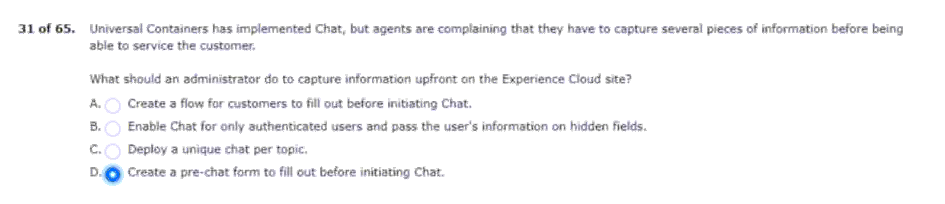 31 of 65. Universal Containers has implemented Chat, but agents are complaining that they have to capture several pieces of information before being
able to service the customer.
What should an administrator do to capture information upfront on the Experience Cloud site?
A. Create a flow for customers to fill out before initiating Chat.
B. Enable Chat for only authenticated users and pass the user's information on hidden fields.
C. Deploy a unique chat per topic.
D. Create a pre-chat form to fill out before initiating Chat.